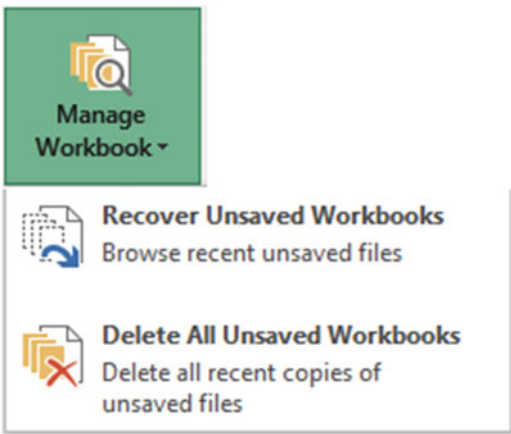 Manage
Workbook
Recover Unsaved Workbooks
Browse recent unsaved files
Delete All Unsaved Workbooks
Delete all recent copies of
unsaved files